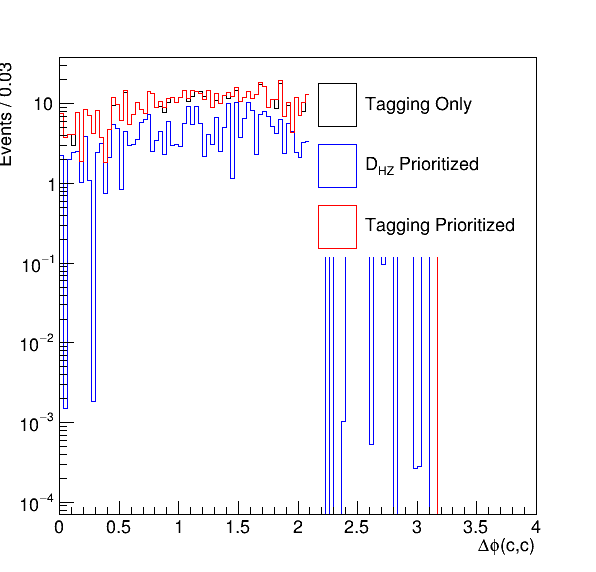 Events / 0.03
10
1
10⁻¹
10⁻²
10⁻³
10⁻⁴
Tagging Only
D_HZ Prioritized
Tagging Prioritized
0 0.5 1 1.5 2 2.5 3 3.5 4
Δϕ(c,c)